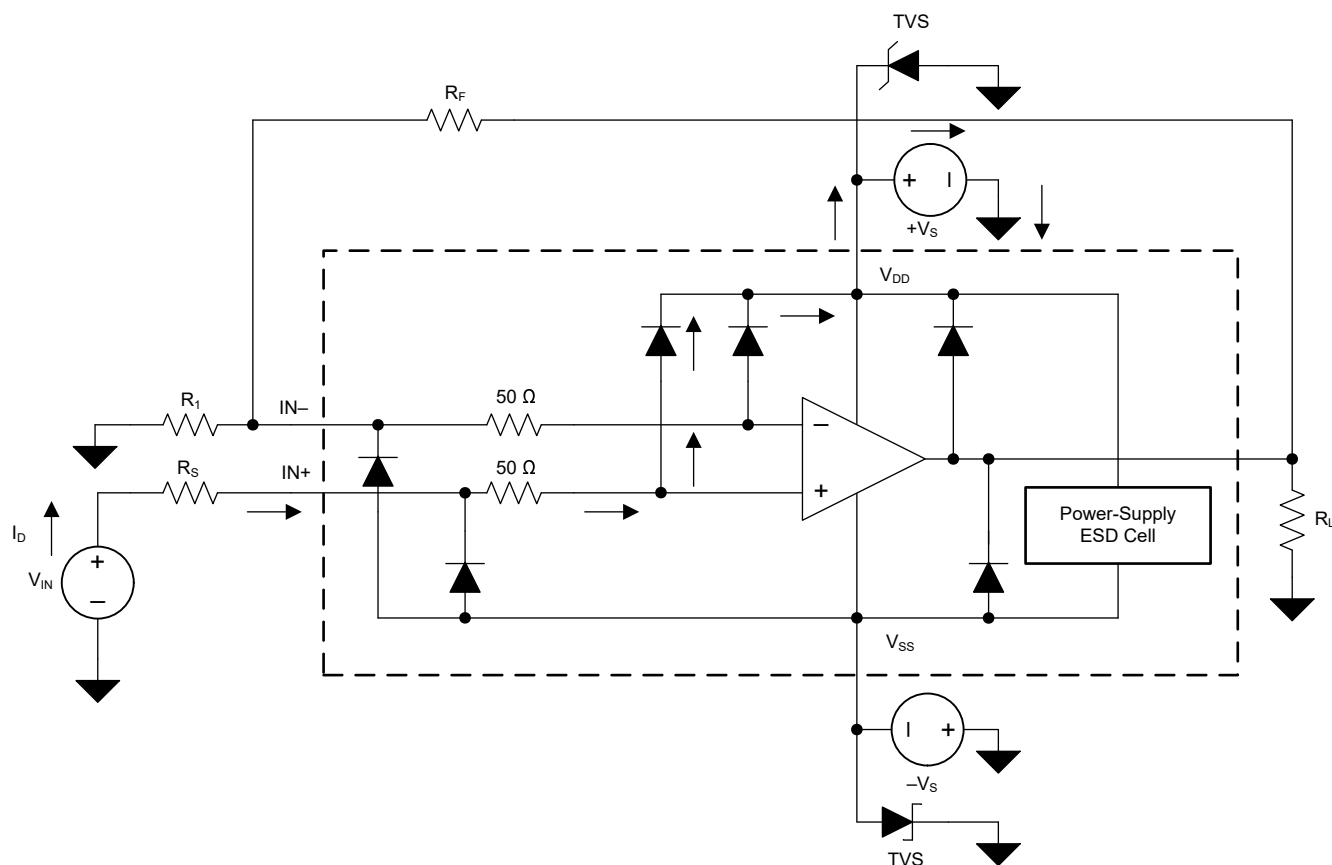 TVS
R_F
+ –
+V_S
V_DD
R_1
IN–
50 Ω
–
R_S
IN+
50 Ω
+
Power-Supply
ESD Cell
R_L
I_D
V_IN
+
–
V_SS
– +
–V_S
TVS